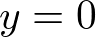 y = 0